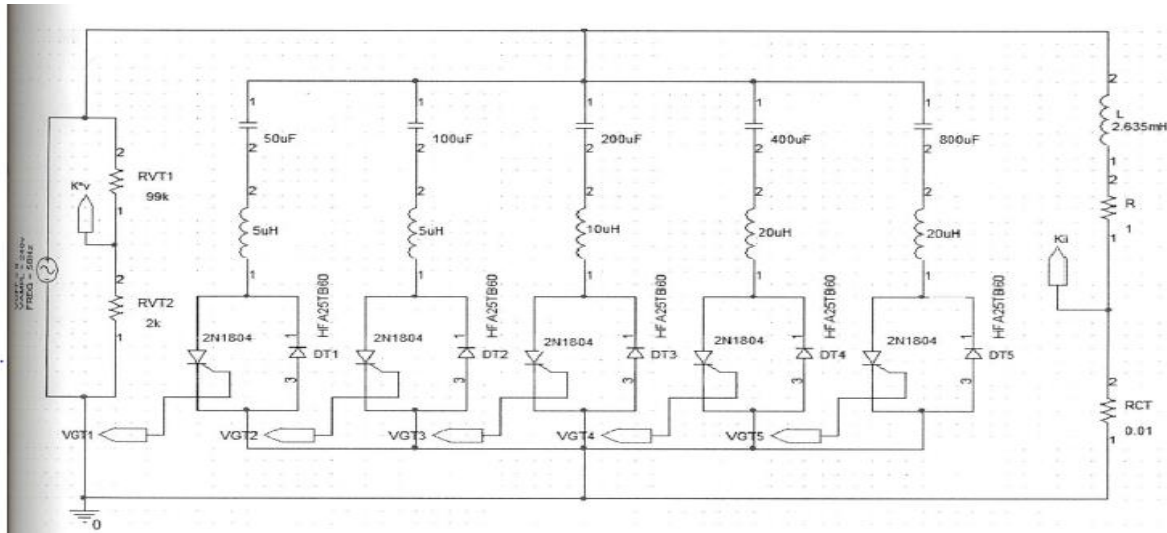 1
1
1
1
1
2
50uF
100uF
200uF
400uF
800uF
L
2.635mH
2
2
2
2
2
1
2
RVT1
2
2
2
2
2
2
R
99k
1
1
1
5uH
5uH
10uH
20uH
20uH
Ki
2
1
1
1
1
1
RVT2
2k
HFA25TB60
HFA25TB60
HFA25TB60
HFA25TB60
HFA25TB60
FREQ = 50Hz
1
2N1804
1
DT1
3
2N1804
1
DT2
3
2N1804
1
DT3
3
2N1804
1
DT4
3
2N1804
1
DT5
3
2
RCT
0.01
1
VGT1
VGT2
VGT3
VGT4
VGT5
0